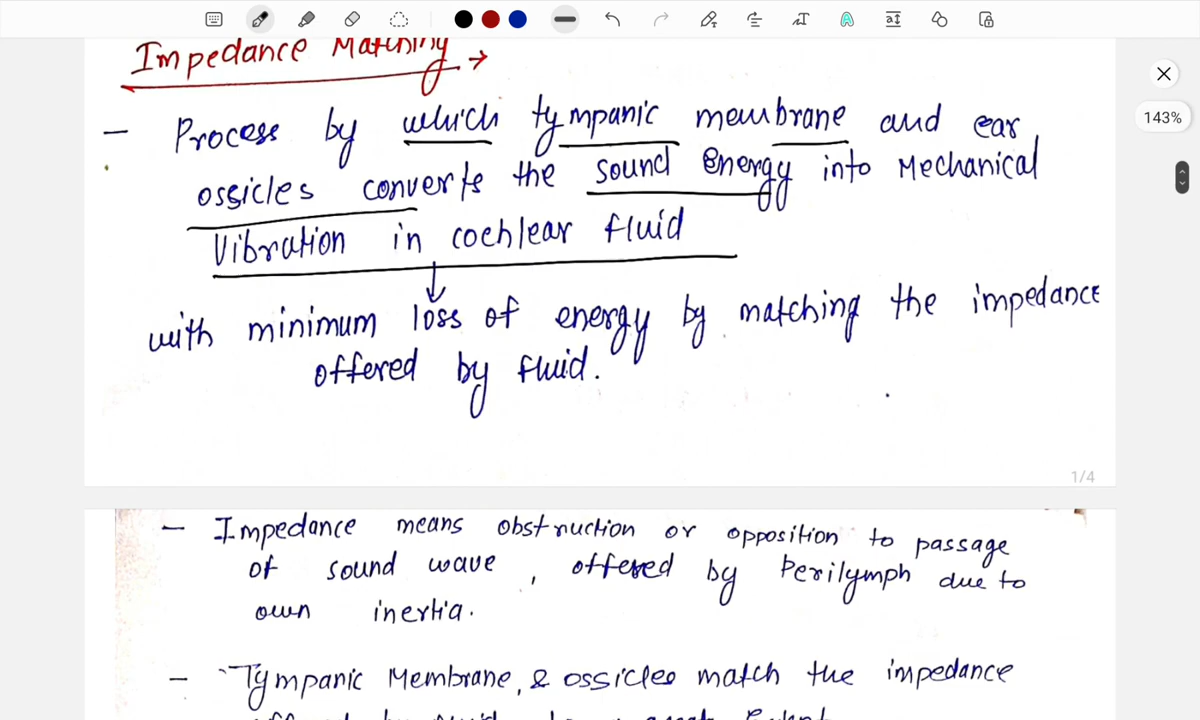 Impedance Matching →
143%
- Process by which tympanic membrane and ear
ossicles converts the sound energy into Mechanical
Vibration in cochlear fluid
↓
with minimum loss of energy by matching the impedance
offered by fluid.
1/4
- Impedance means obstruction or opposition to passage
of sound wave, offered by Perilymph due to
own inertia.
- Tympanic Membrane, & ossicles match the impedance